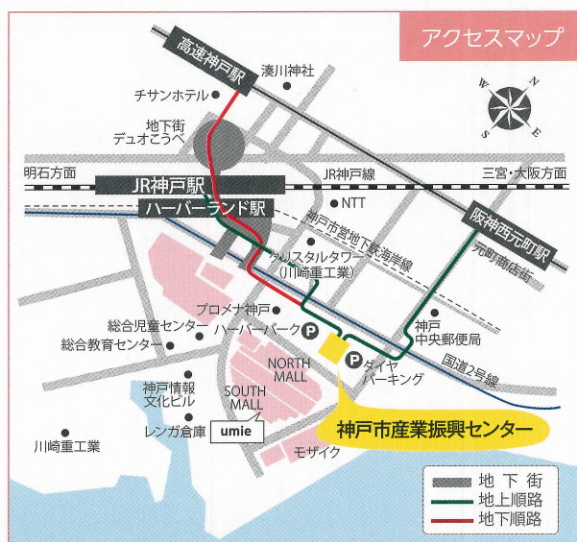 アクセスマップ
高速神戸駅
湊川神社
チサンホテル
地下街
デュオこうべ
N
E
S
W
明石方面
JR神戸駅
JR神戸線
三宮・大阪方面
ハーバーランド駅
NTT
神戸市営地下鉄海岸線
阪神西元町駅
元町商店街
クリスタルタワー
(川崎重工業)
プロメナ神戸
ハーバーパーク
P
総合児童センター
総合教育センター
神戸
中央郵便局
国道2号線
P
ダイヤ
パーキング
NORTH
MALL
SOUTH
MALL
神戸情報
文化ビル
レンガ倉庫
umie
神戸市産業振興センター
川崎重工業
モザイク
地下街
地上順路
地下順路